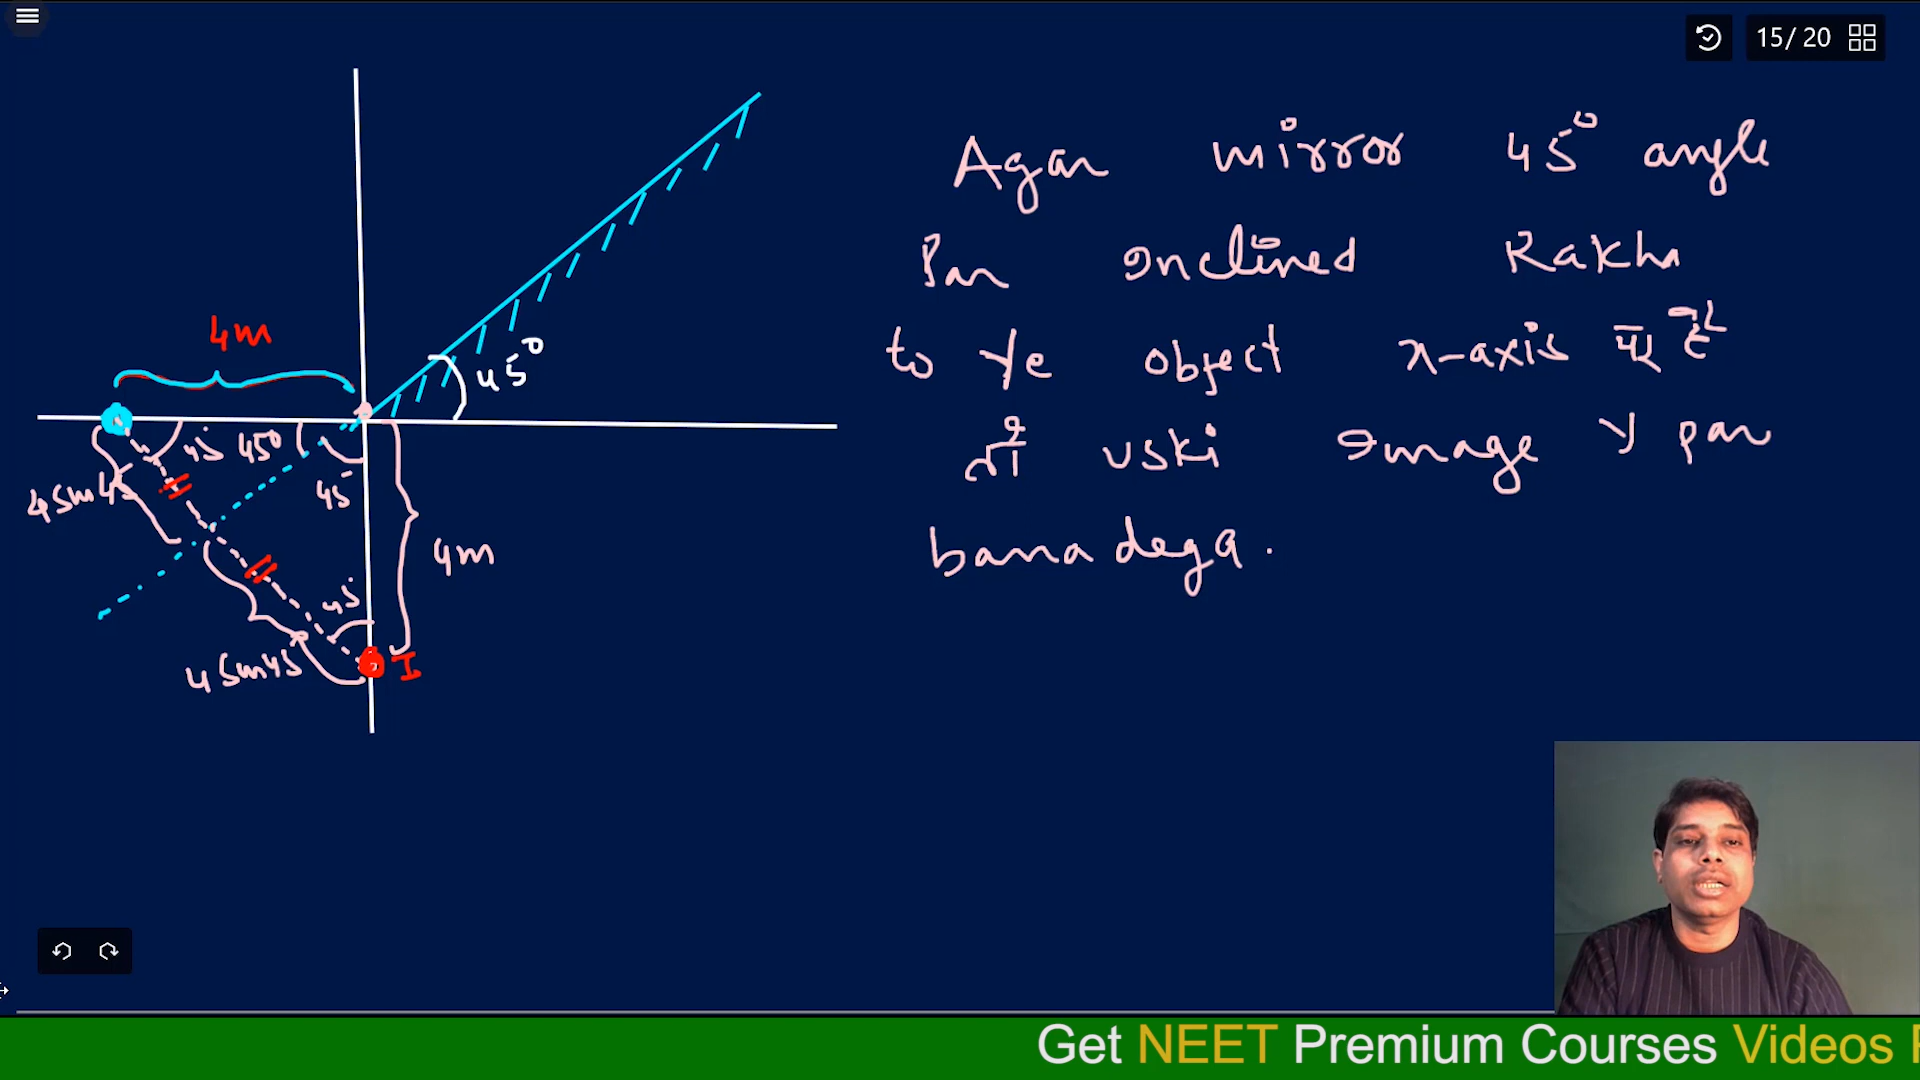 15/ 20
4m
45°
45° 45°
45
4 Sin 45
4m
45°
4 Sin 45
I
Agar mirror 45° angle
Par Inclined Rakha
to ye object x-axis पर है
तो uski Image y par
bana dega.
Get NEET Premium Courses Videos